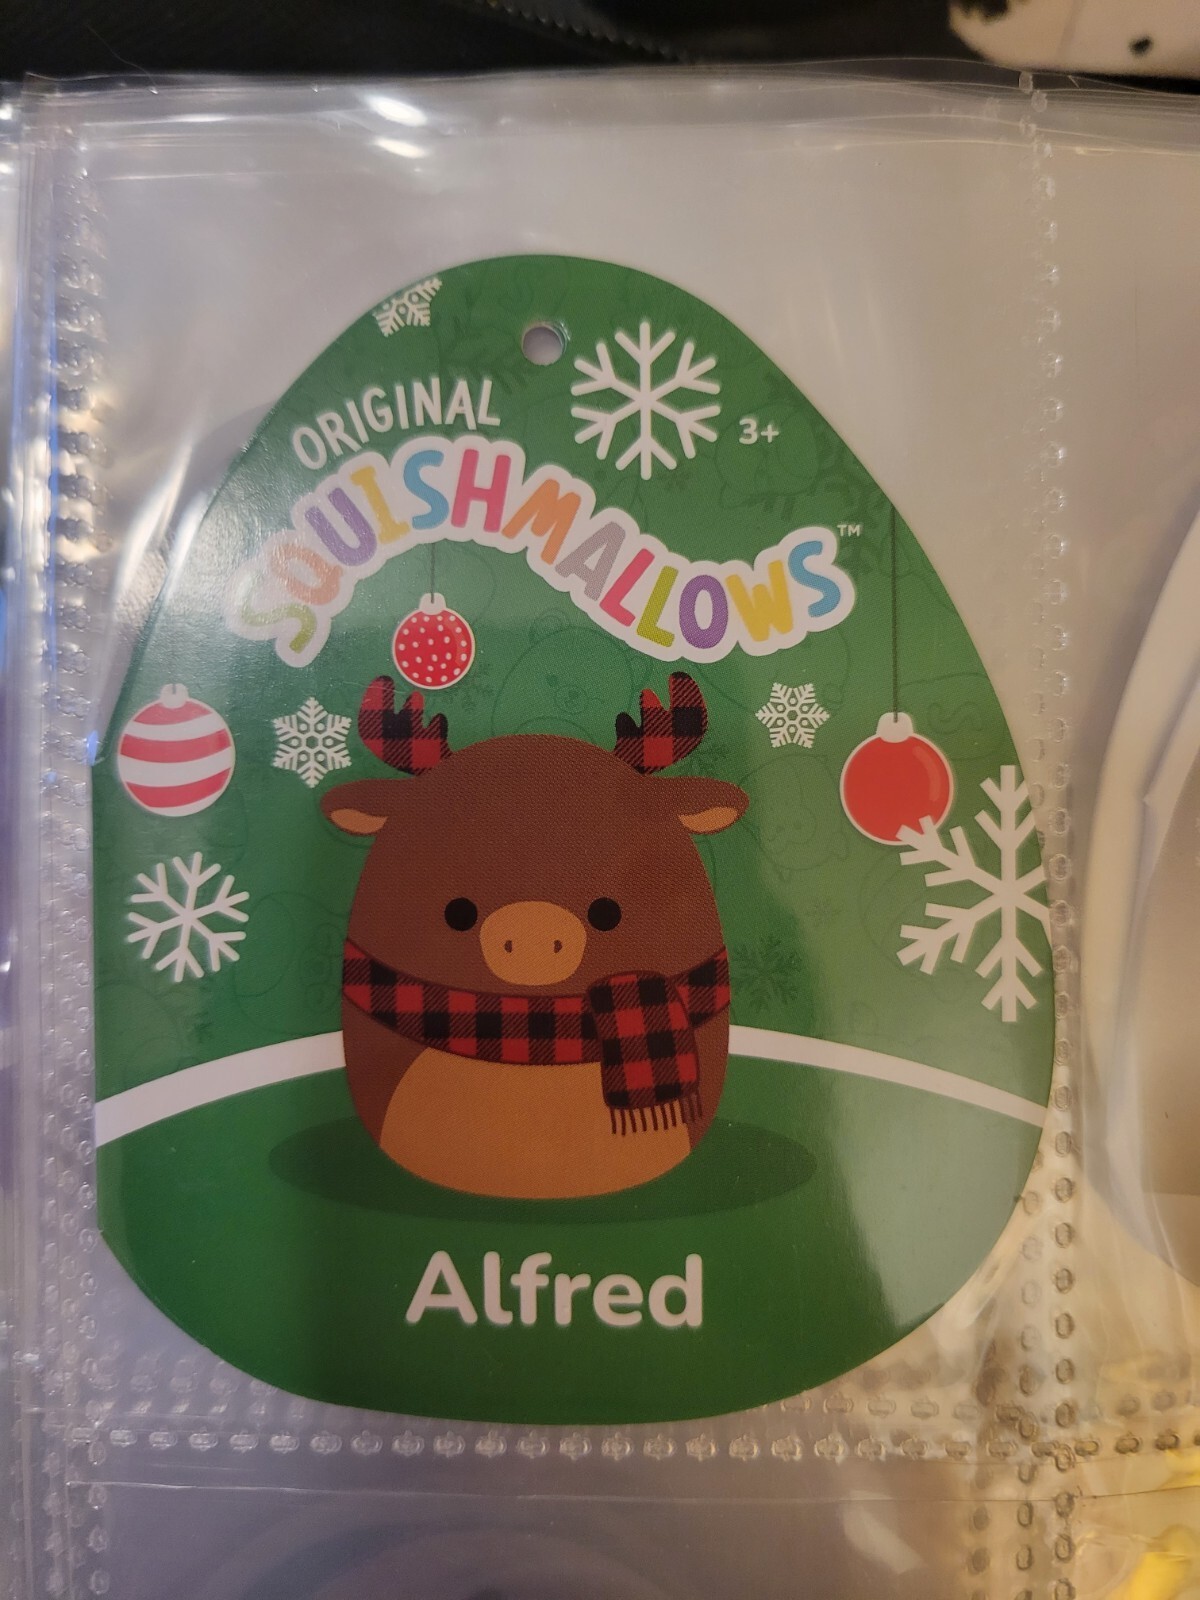 ORIGINAL
SQUISHMALLOWS™
3+
Alfred